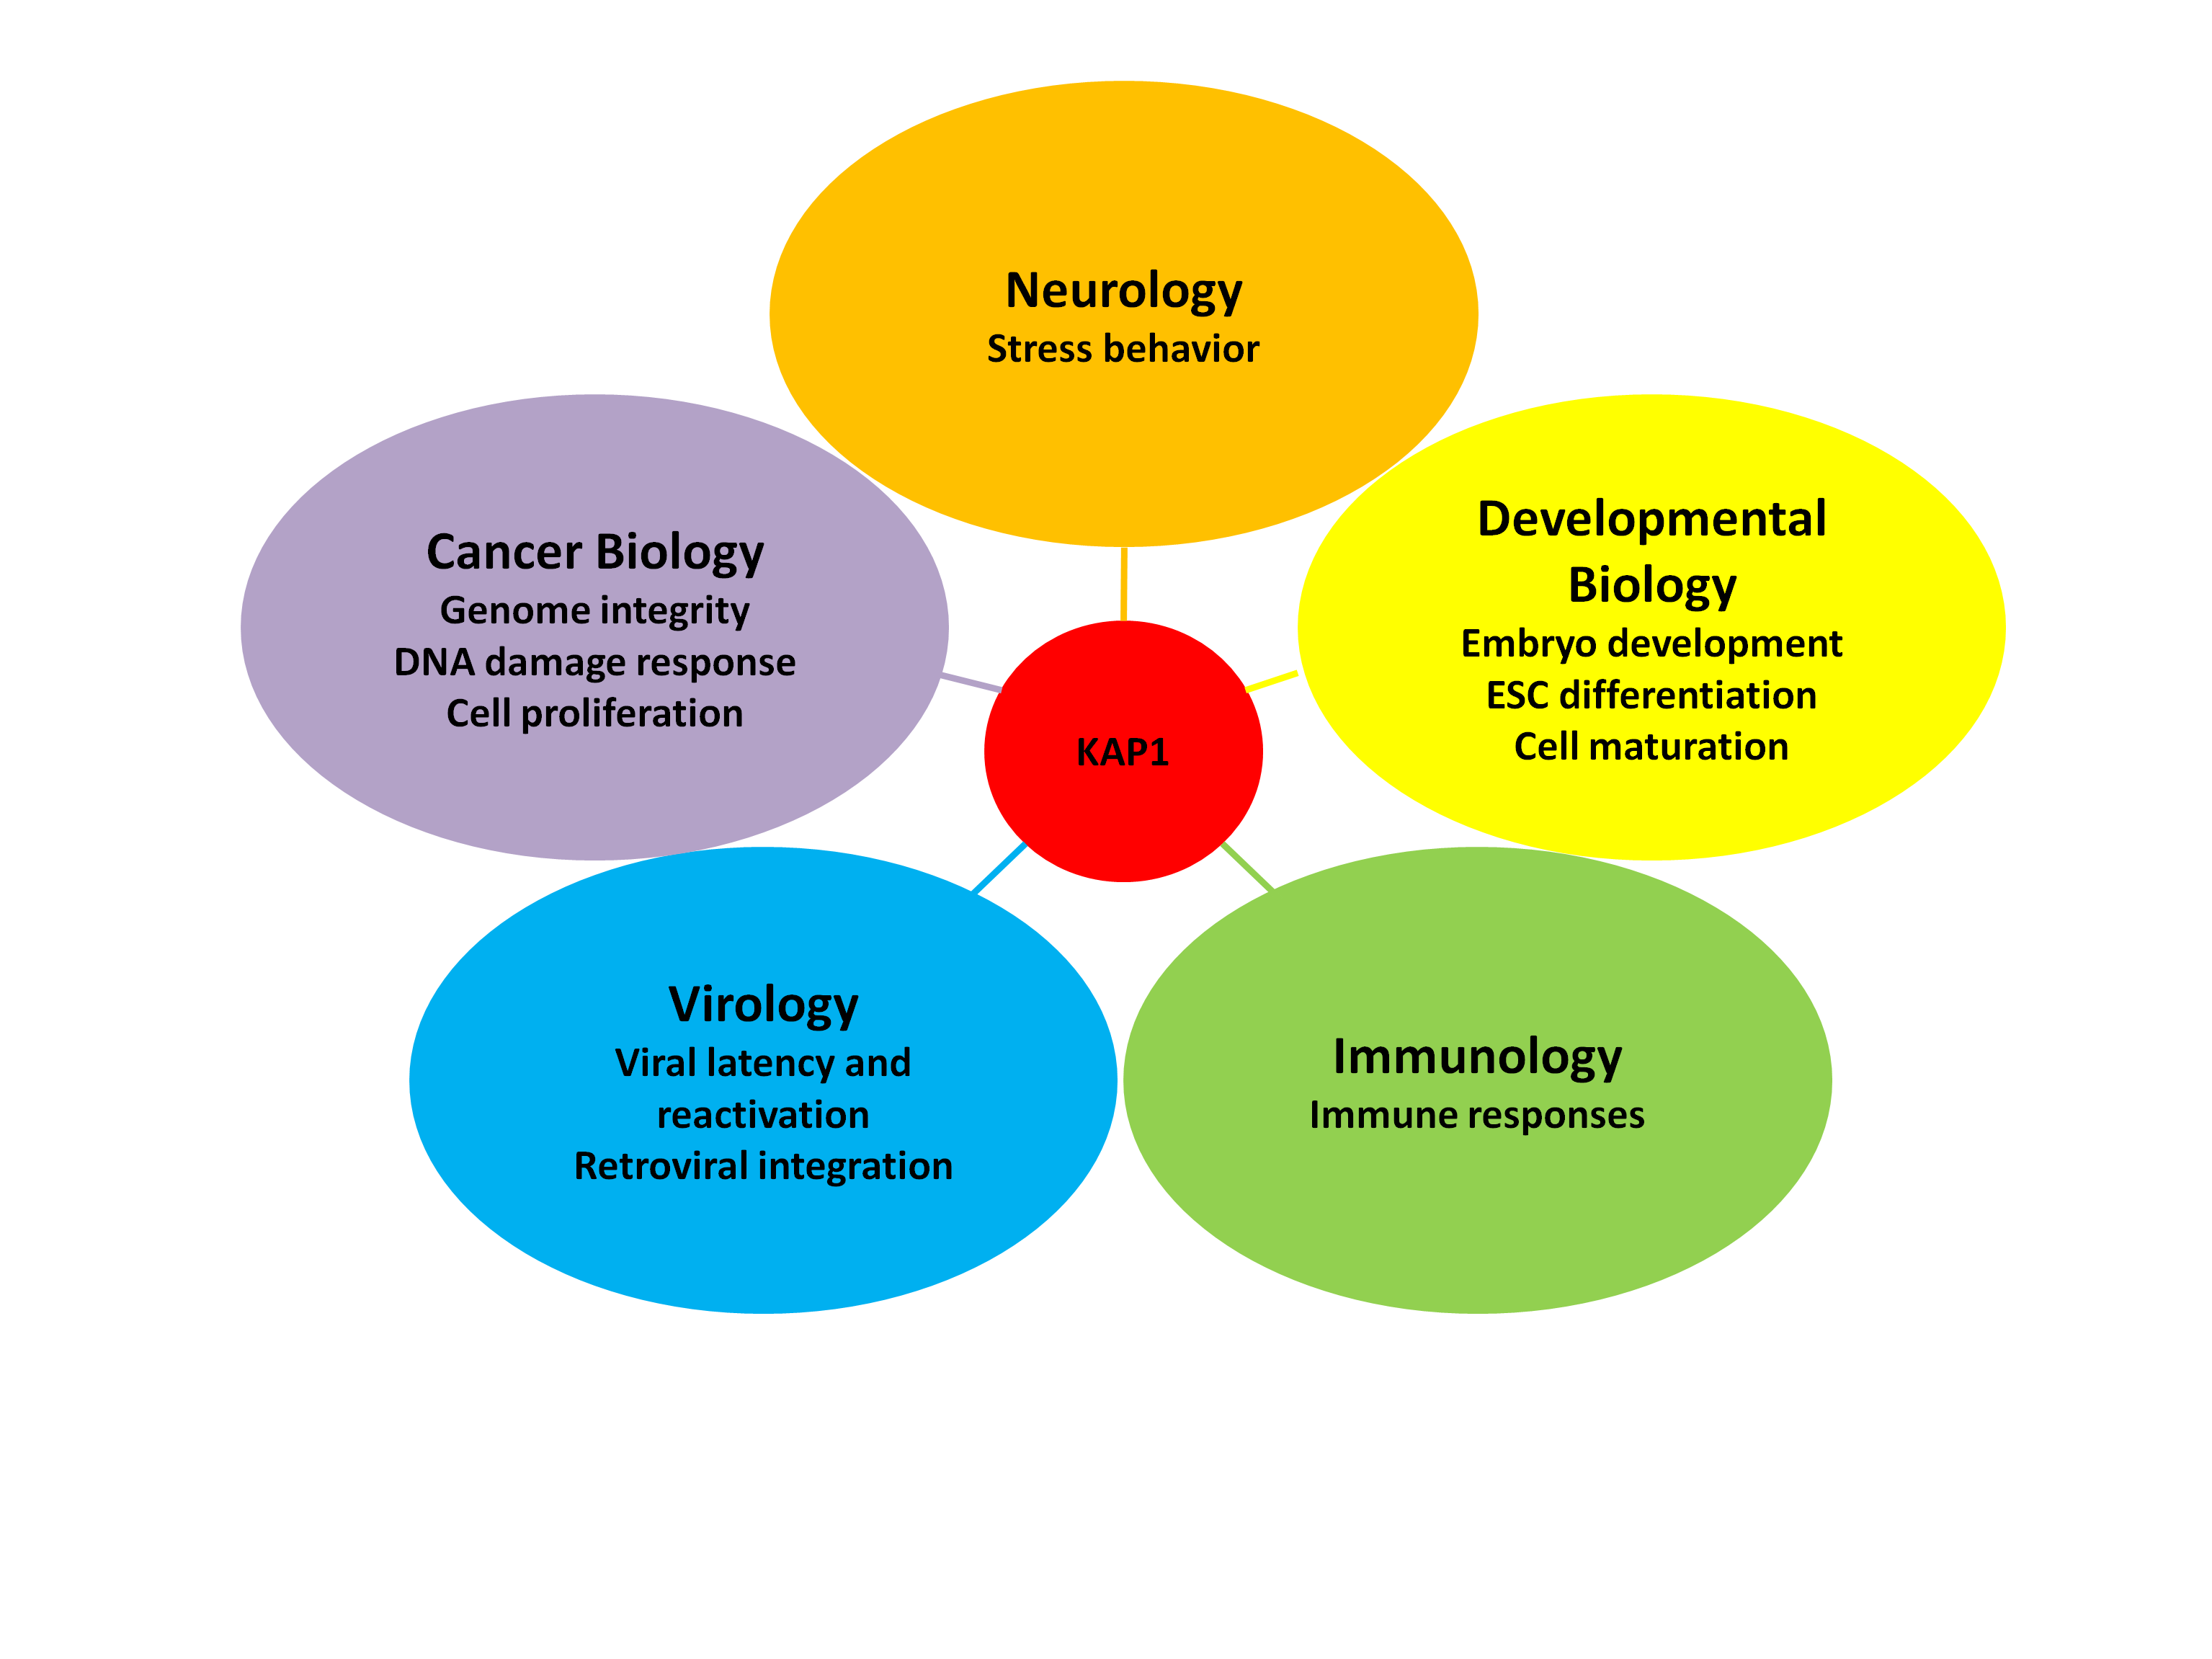 Neurology
Stress behavior
Cancer Biology
Genome integrity
DNA damage response
Cell proliferation
Developmental
Biology
Embryo development
ESC differentiation
Cell maturation
KAP1
Virology
Viral latency and
reactivation
Retroviral integration
Immunology
Immune responses